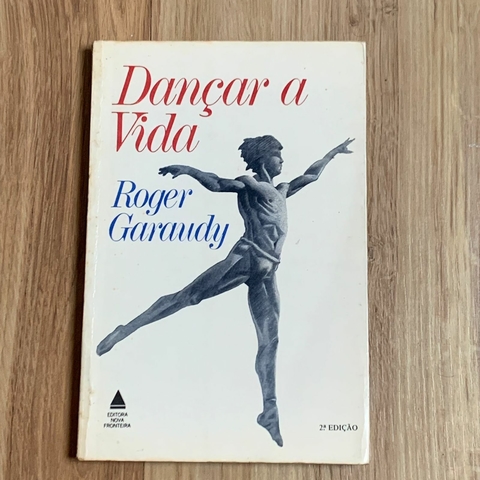 Dançar a
Vida
Roger
Garaudy
EDITORA
NOVA
FRONTEIRA
2ª EDIÇÃO